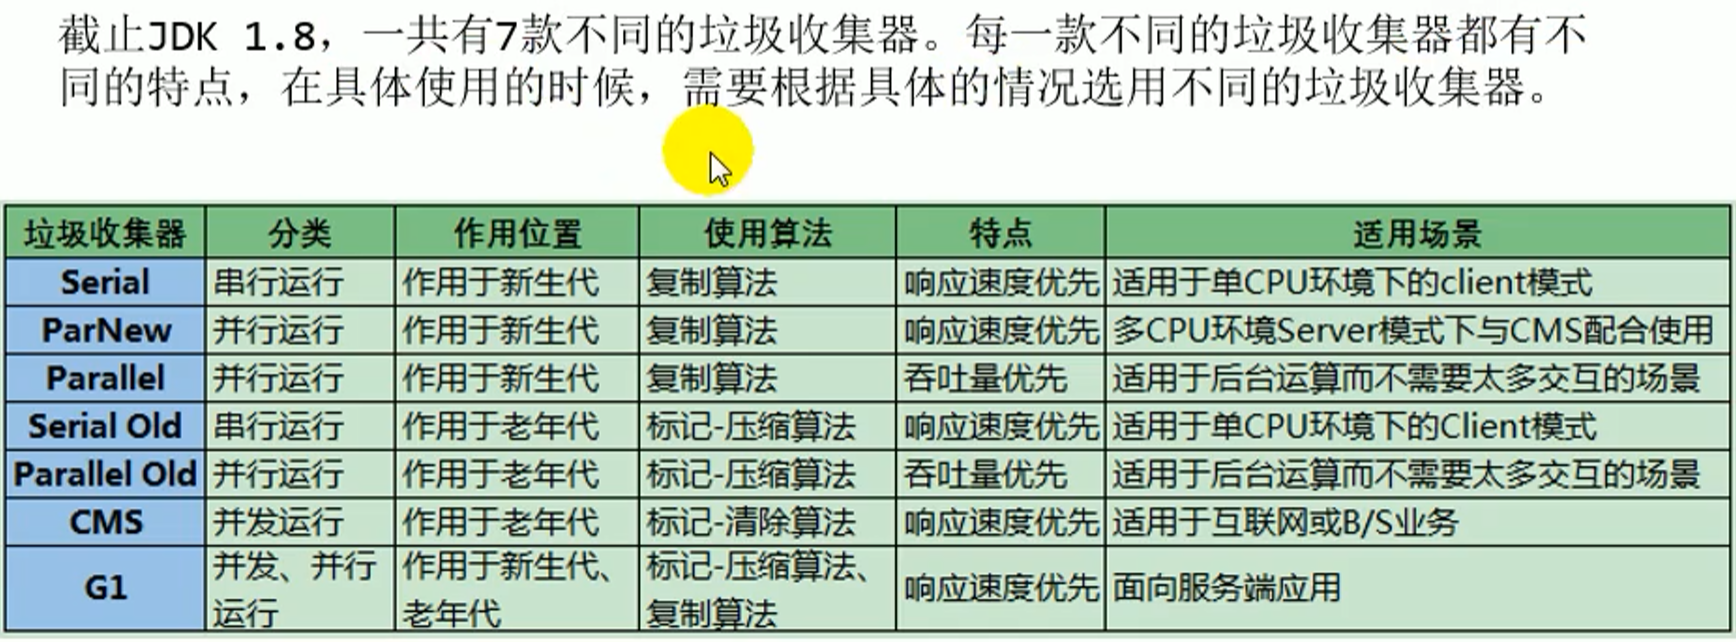 截止JDK 1.8，一共有7款不同的垃圾收集器。每一款不同的垃圾收集器都有不
同的特点，在具体使用的时候，需要根据具体的情况选用不同的垃圾收集器。
垃圾收集器 分类 作用位置 使用算法 特点 适用场景
Serial 串行运行 作用于新生代 复制算法 响应速度优先 适用于单CPU环境下的client模式
ParNew 并行运行 作用于新生代 复制算法 响应速度优先 多CPU环境Server模式下与CMS配合使用
Parallel 并行运行 作用于新生代 复制算法 吞吐量优先 适用于后台运算而不需要太多交互的场景
Serial Old 串行运行 作用于老年代 标记-压缩算法 响应速度优先 适用于单CPU环境下的Client模式
Parallel Old 并行运行 作用于老年代 标记-压缩算法 吞吐量优先 适用于后台运算而不需要太多交互的场景
CMS 并发运行 作用于老年代 标记-清除算法 响应速度优先 适用于互联网或B/S业务
G1 并发、并行 作用于新生代、 标记-压缩算法、 响应速度优先 面向服务端应用
运行 老年代 复制算法